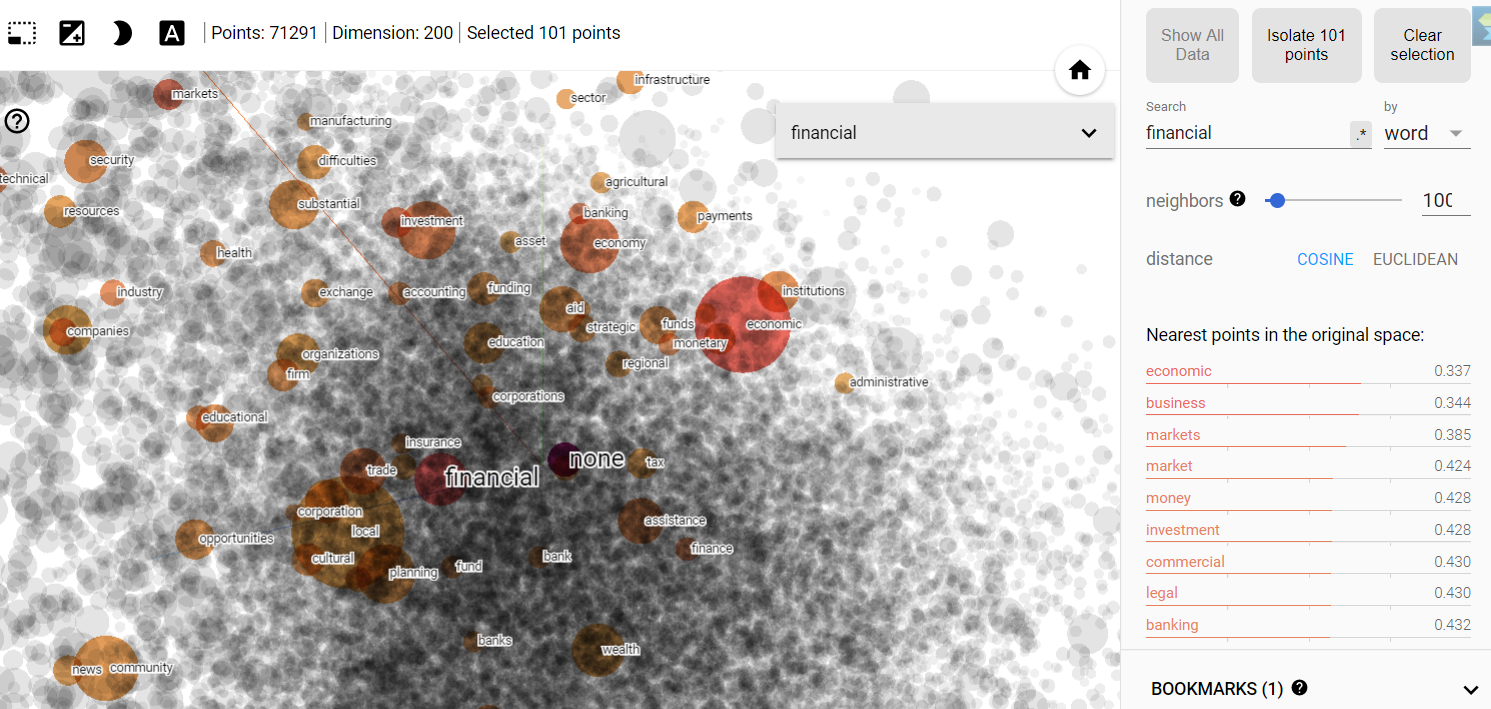 Points: 71291 | Dimension: 200 | Selected 101 points
Show All Data
Isolate 101 points
Clear selection
Search
by
financial
.*
word
neighbors
100
distance
COSINE
EUCLIDEAN
Nearest points in the original space:
economic 0.337
business 0.344
markets 0.385
market 0.424
money 0.428
investment 0.428
commercial 0.430
legal 0.430
banking 0.432
BOOKMARKS (1)
financial
infrastructure
sector
markets
manufacturing
security
difficulties
technical
agricultural
resources
substantial
banking
payments
investment
economy
asset
health
industry
exchange
accounting
funding
institutions
aid
companies
strategic
funds
economic
education
monetary
organizations
regional
firm
administrative
corporations
educational
insurance
trade
financial
none
tax
corporation
local
assistance
opportunities
finance
cultural
bank
planning
fund
banks
wealth
news
community